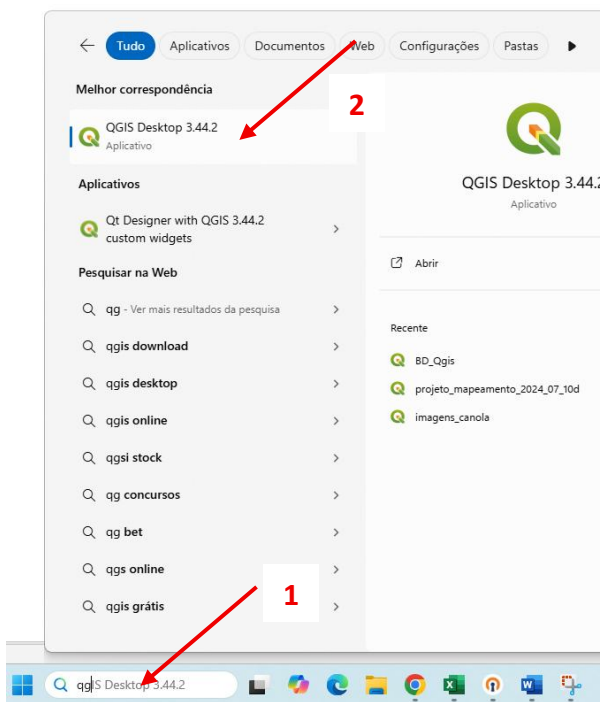 Tudo Aplicativos Documentos Web Configurações Pastas
Melhor correspondência
2
QGIS Desktop 3.44.2
Aplicativo
Aplicativos
Qt Designer with QGIS 3.44.2
custom widgets
Pesquisar na Web
qg - Ver mais resultados da pesquisa
qgis download
qgis desktop
qgis online
qgsi stock
qg concursos
qg bet
qgs online
qgis grátis
1
QGIS Desktop 3.44.2
Aplicativo
Abrir
Recente
BD_Qgis
projeto_mapeamento_2024_07_10d
imagens_canola
qgIS Desktop 3.44.2